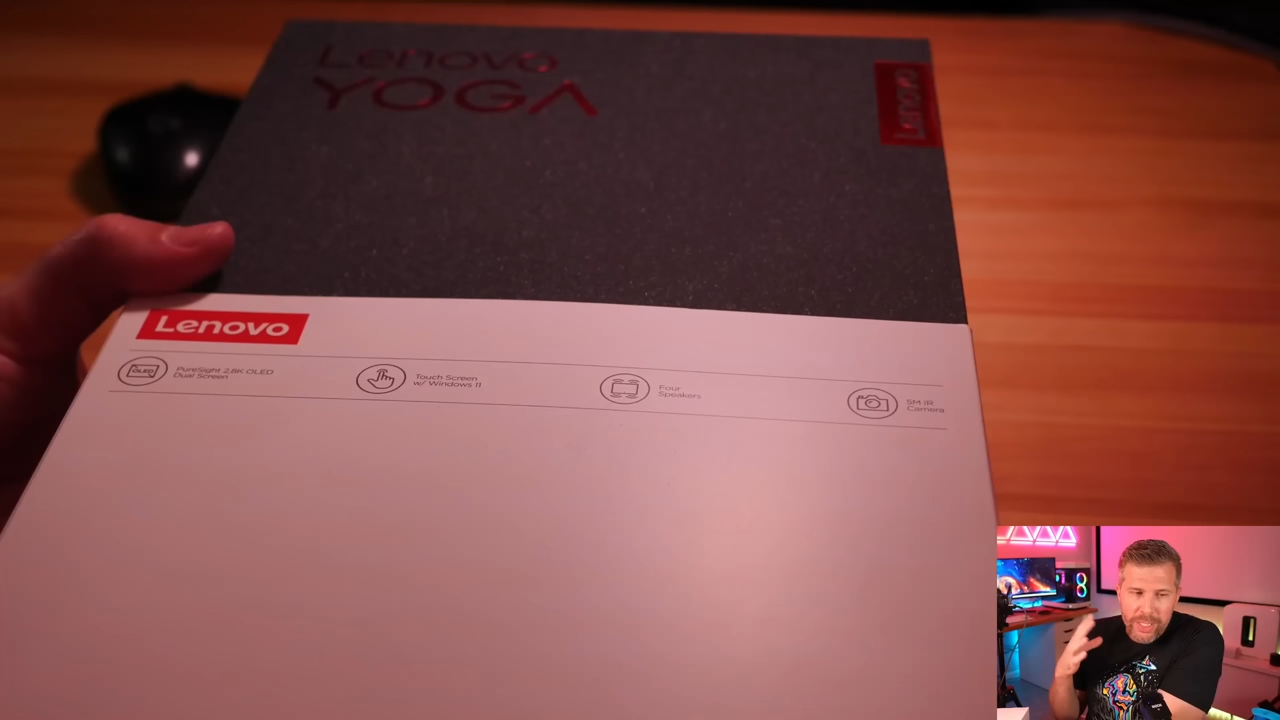 Lenovo
YOGA
Lenovo
Lenovo
PureSight 2.8K OLED
Dual Screen
OLED
Touch Screen
w/ Windows 11
Four
Speakers
5M IR
Camera